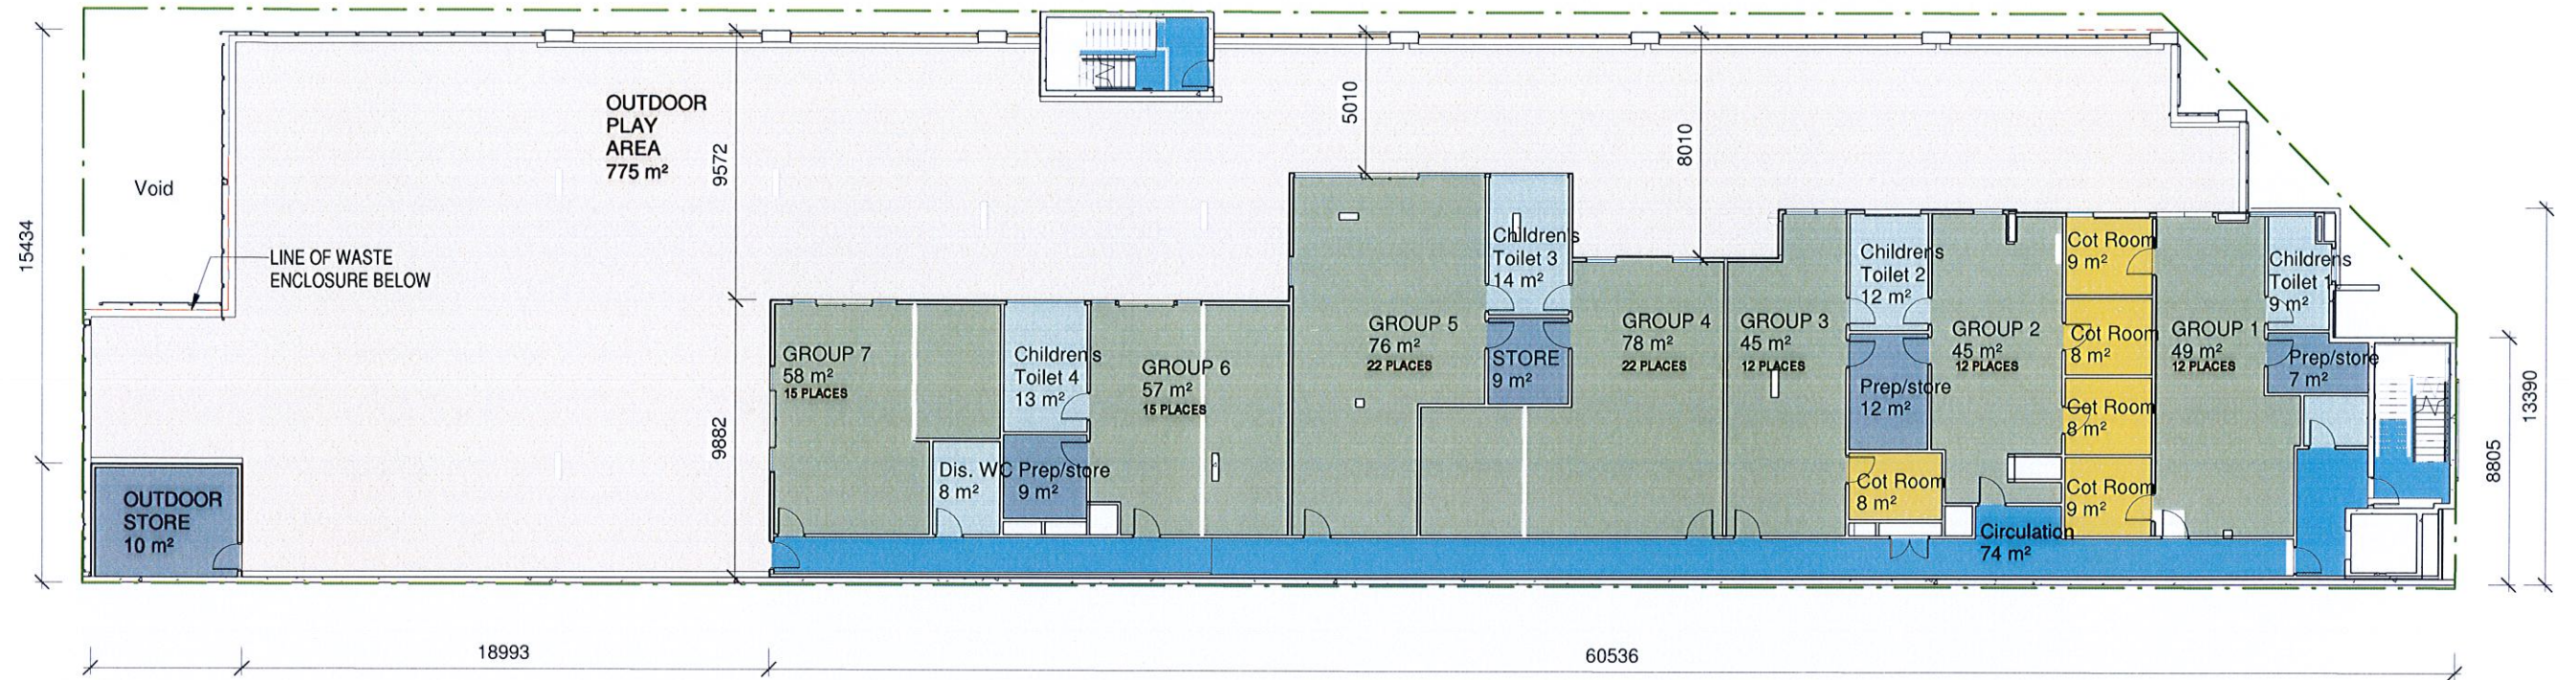 OUTDOOR
PLAY
AREA
775 m²
Void
LINE OF WASTE
ENCLOSURE BELOW
15434
9572
9882
5010
8010
OUTDOOR
STORE
10 m²
GROUP 7
58 m²
15 PLACES
Children's
Toilet 4
13 m²
Dis. WC
8 m²
Prep/store
9 m²
GROUP 6
57 m²
15 PLACES
GROUP 5
76 m²
22 PLACES
Children's
Toilet 3
14 m²
STORE
9 m²
GROUP 4
78 m²
22 PLACES
GROUP 3
45 m²
12 PLACES
Childrens
Toilet 2
12 m²
Prep/store
12 m²
Cot Room
8 m²
GROUP 2
45 m²
12 PLACES
Circulation
74 m²
Cot Room
9 m²
Cot Room
8 m²
Cot Room
8 m²
Cot Room
9 m²
GROUP 1
49 m²
12 PLACES
Childrens
Toilet 1
9 m²
Prep/store
7 m²
13390
8805
18993
60536